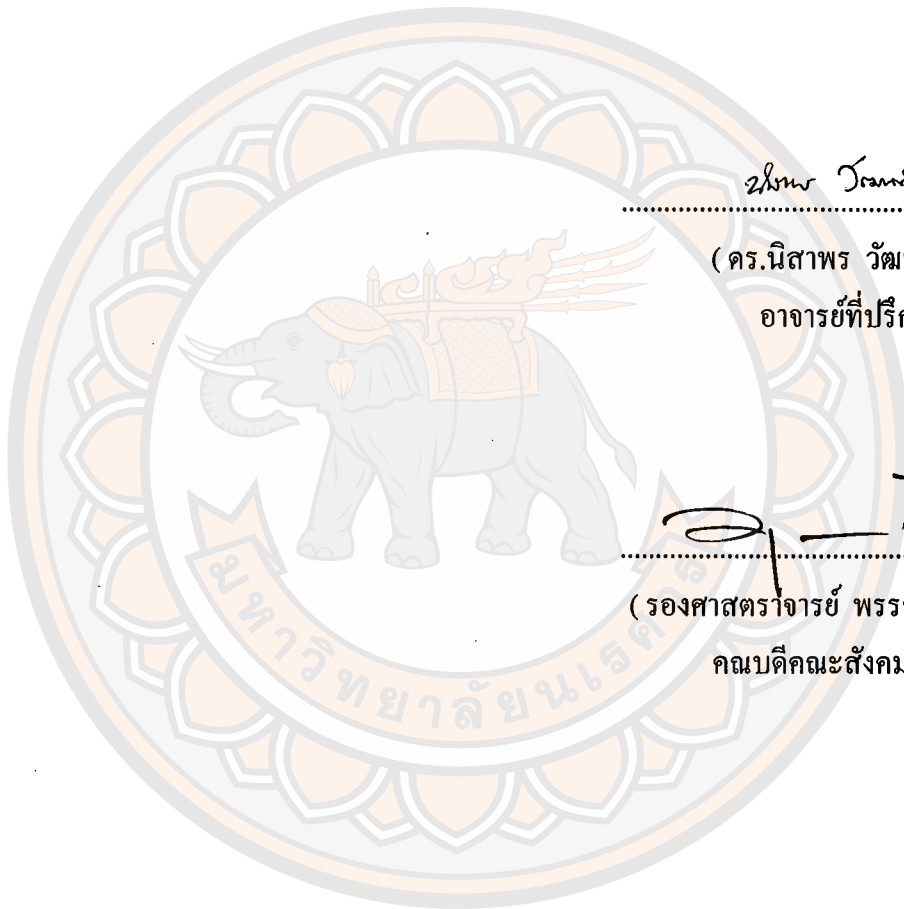 (ดร.นิสาพร วัฒ
อาจารย์ที่ปรึก
(รองศาสตราจารย์ พรร
คณบดีคณะสังคม
มหาวิทยาลัยนเรศวร